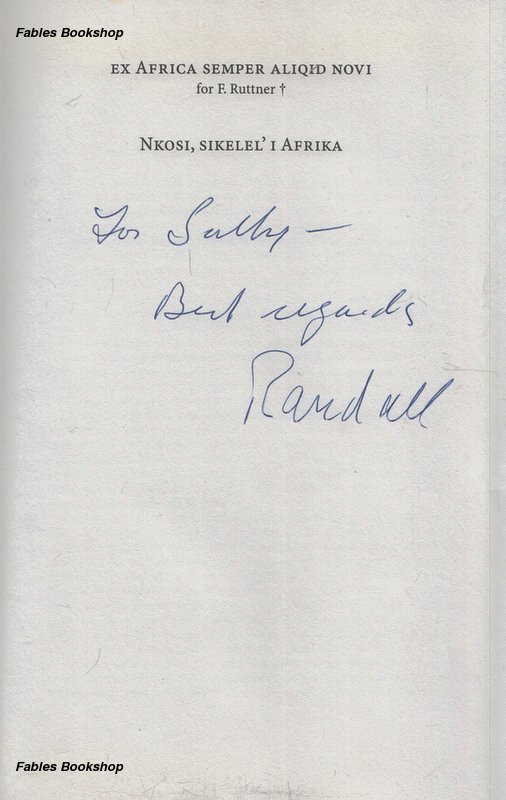 Fables Bookshop
EX AFRICA SEMPER ALIQID NOVI
for F. Ruttner †
NKOSI, SIKELEL’ I AFRIKA
For Sally —
Best regards
Randall
Fables Bookshop